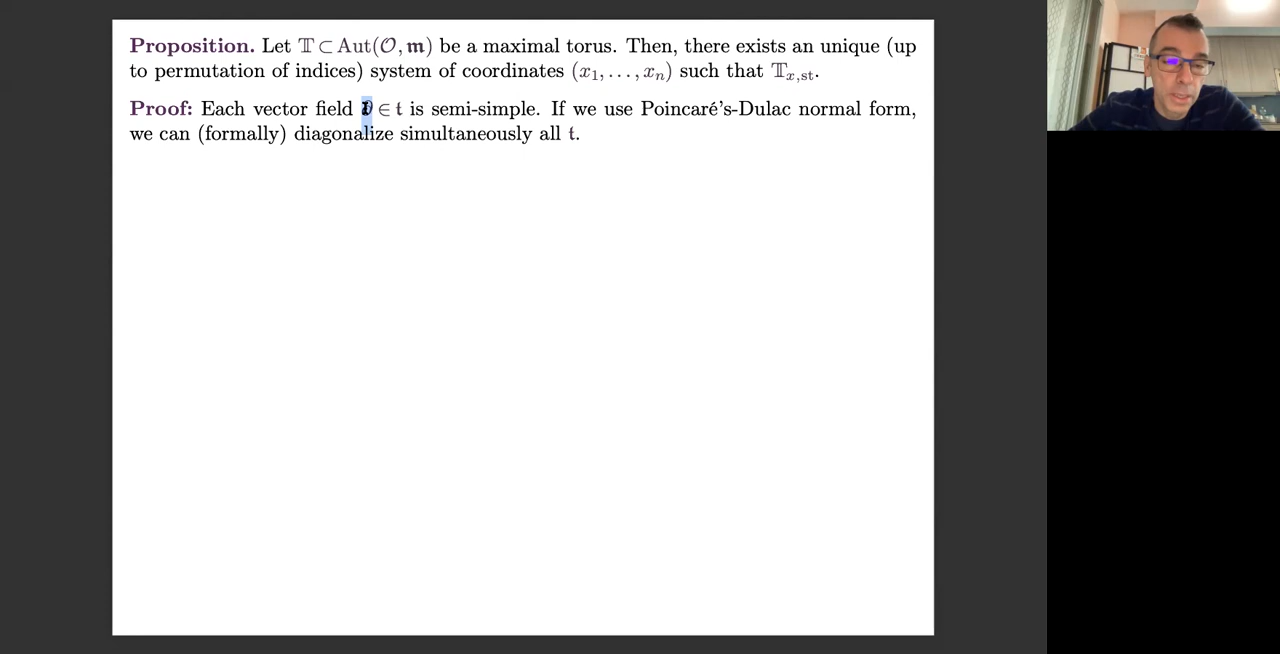 Proposition. Let 𝕋 ⊂ Aut(𝒪, 𝔪) be a maximal torus. Then, there exists an unique (up
to permutation of indices) system of coordinates (x₁, . . . , xₙ) such that 𝕋ₓ,ₛₜ.
Proof: Each vector field ∂ ∈ 𝔱 is semi-simple. If we use Poincaré's-Dulac normal form,
we can (formally) diagonalize simultaneously all 𝔱.